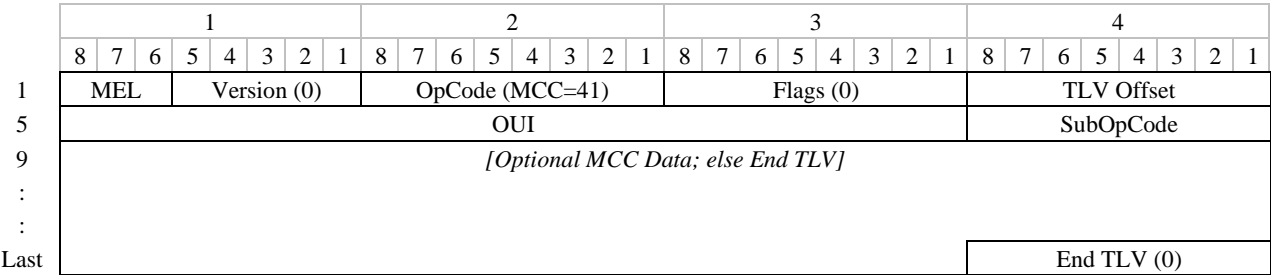 1 2 3 4
8 7 6 5 4 3 2 1 8 7 6 5 4 3 2 1 8 7 6 5 4 3 2 1 8 7 6 5 4 3 2 1
1 MEL Version (0) OpCode (MCC=41) Flags (0) TLV Offset
5 OUI SubOpCode
9 [Optional MCC Data; else End TLV]
:
:
Last End TLV (0)